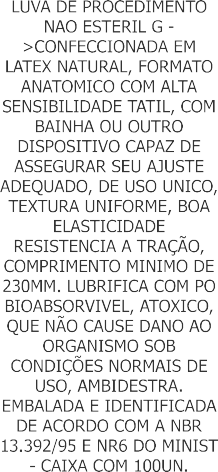 LUVA DE PROCEDIMENTO
NAO ESTERIL G -
>CONFECCIONADA EM
LATEX NATURAL, FORMATO
ANATOMICO COM ALTA
SENSIBILIDADE TATIL, COM
BAINHA OU OUTRO
DISPOSITIVO CAPAZ DE
ASSEGURAR SEU AJUSTE
ADEQUADO, DE USO UNICO,
TEXTURA UNIFORME, BOA
ELASTICIDADE
RESISTENCIA A TRAÇÃO,
COMPRIMENTO MINIMO DE
230MM. LUBRIFICA COM PO
BIOABSORVIVEL, ATOXICO,
QUE NÃO CAUSE DANO AO
ORGANISMO SOB
CONDIÇÕES NORMAIS DE
USO, AMBIDESTRA.
EMBALADA E IDENTIFICADA
DE ACORDO COM A NBR
13.392/95 E NR6 DO MINIST
- CAIXA COM 100UN.